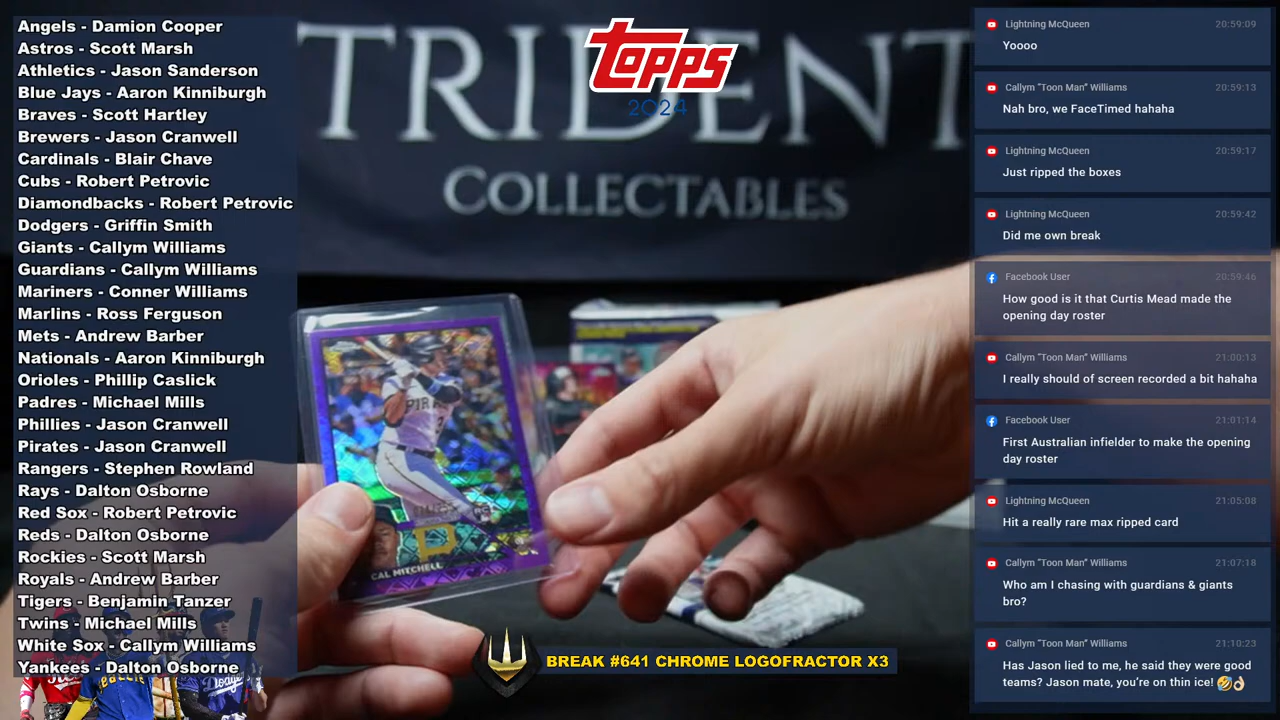 Angels - Damion Cooper
Astros - Scott Marsh
Athletics - Jason Sanderson
Blue Jays - Aaron Kinniburgh
Braves - Scott Hartley
Brewers - Jason Cranwell
Cardinals - Blair Chave
Cubs - Robert Petrovic
Diamondbacks - Robert Petrovic
Dodgers - Griffin Smith
Giants - Callym Williams
Guardians - Callym Williams
Mariners - Conner Williams
Marlins - Ross Ferguson
Mets - Andrew Barber
Nationals - Aaron Kinniburgh
Orioles - Phillip Caslick
Padres - Michael Mills
Phillies - Jason Cranwell
Pirates - Jason Cranwell
Rangers - Stephen Rowland
Rays - Dalton Osborne
Red Sox - Robert Petrovic
Reds - Dalton Osborne
Rockies - Scott Marsh
Royals - Andrew Barber
Tigers - Benjamin Tanzer
Twins - Michael Mills
White Sox - Callym Williams
Yankees - Dalton Osborne
TRIDENT
COLLECTABLES
topps
2024
PIRA
CAL MITCHELL
BREAK #641 CHROME LOGOFRACTOR X3
Lightning McQueen 20:59:09
Yoooo
Callym "Toon Man" Williams 20:59:13
Nah bro, we FaceTimed hahaha
Lightning McQueen 20:59:17
Just ripped the boxes
Lightning McQueen 20:59:42
Did me own break
Facebook User 20:59:46
How good is it that Curtis Mead made the
opening day roster
Callym "Toon Man" Williams 21:00:13
I really should of screen recorded a bit hahaha
Facebook User 21:01:14
First Australian infielder to make the opening
day roster
Lightning McQueen 21:05:08
Hit a really rare max ripped card
Callym "Toon Man" Williams 21:07:18
Who am I chasing with guardians & giants
bro?
Callym "Toon Man" Williams 21:10:23
Has Jason lied to me, he said they were good
teams? Jason mate, you're on thin ice! 🤣👌🏼